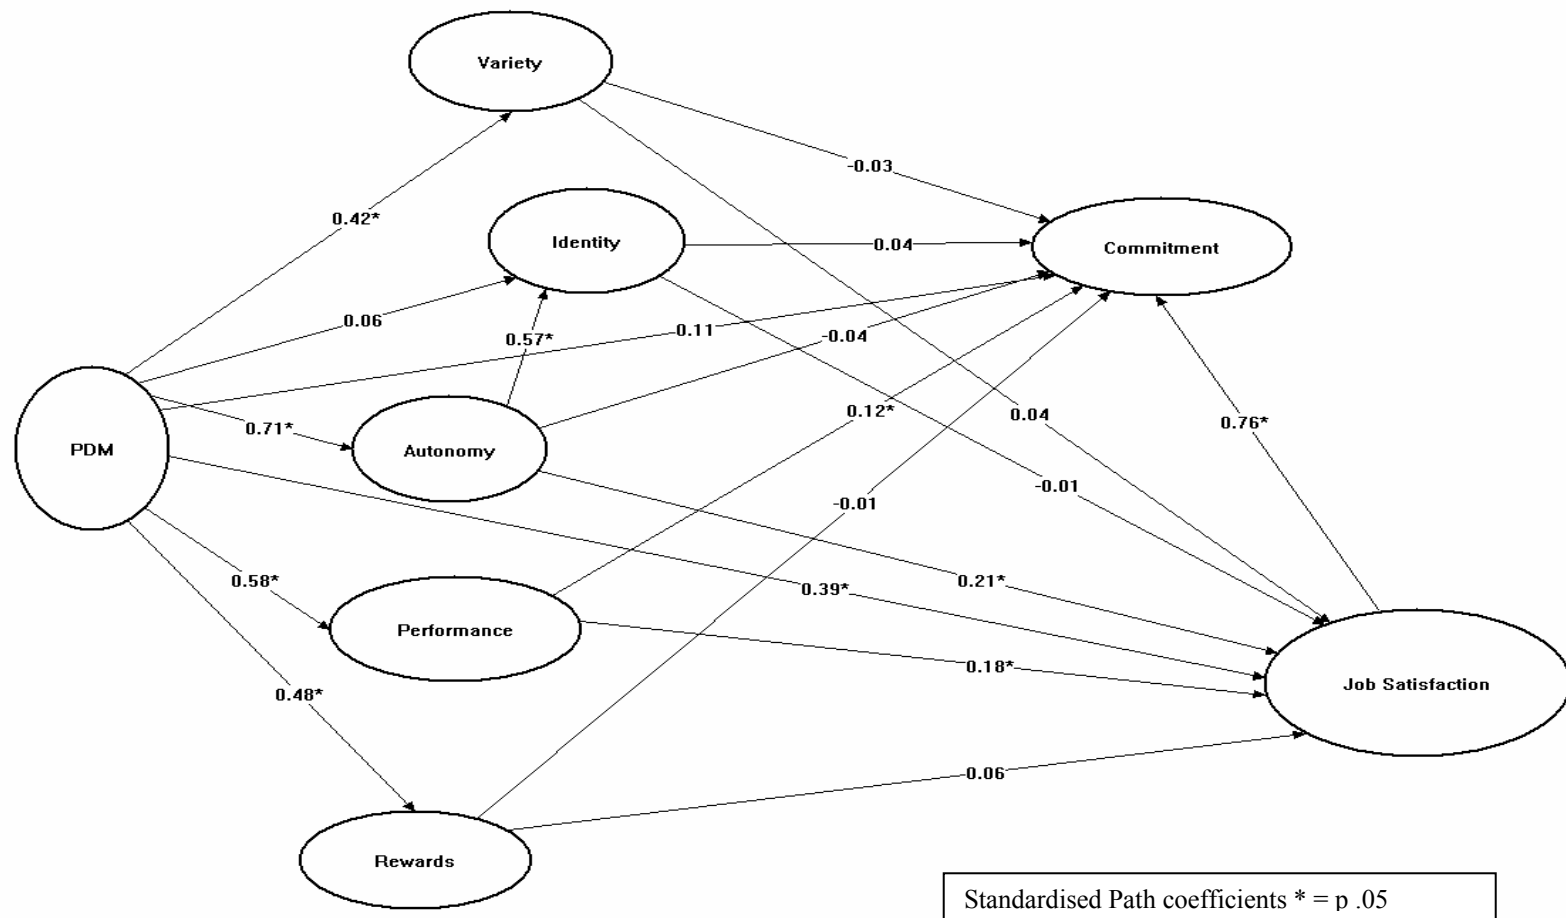 Variety
-0.03
0.42*
Identity
0.04
Commitment
0.06
0.11
0.57*
-0.04
0.12*
0.04
0.76*
0.71*
PDM
Autonomy
-0.01
-0.01
0.58*
0.21*
0.39*
Performance
0.18*
Job Satisfaction
0.48*
0.06
Rewards
Standardised Path coefficients * = p .05